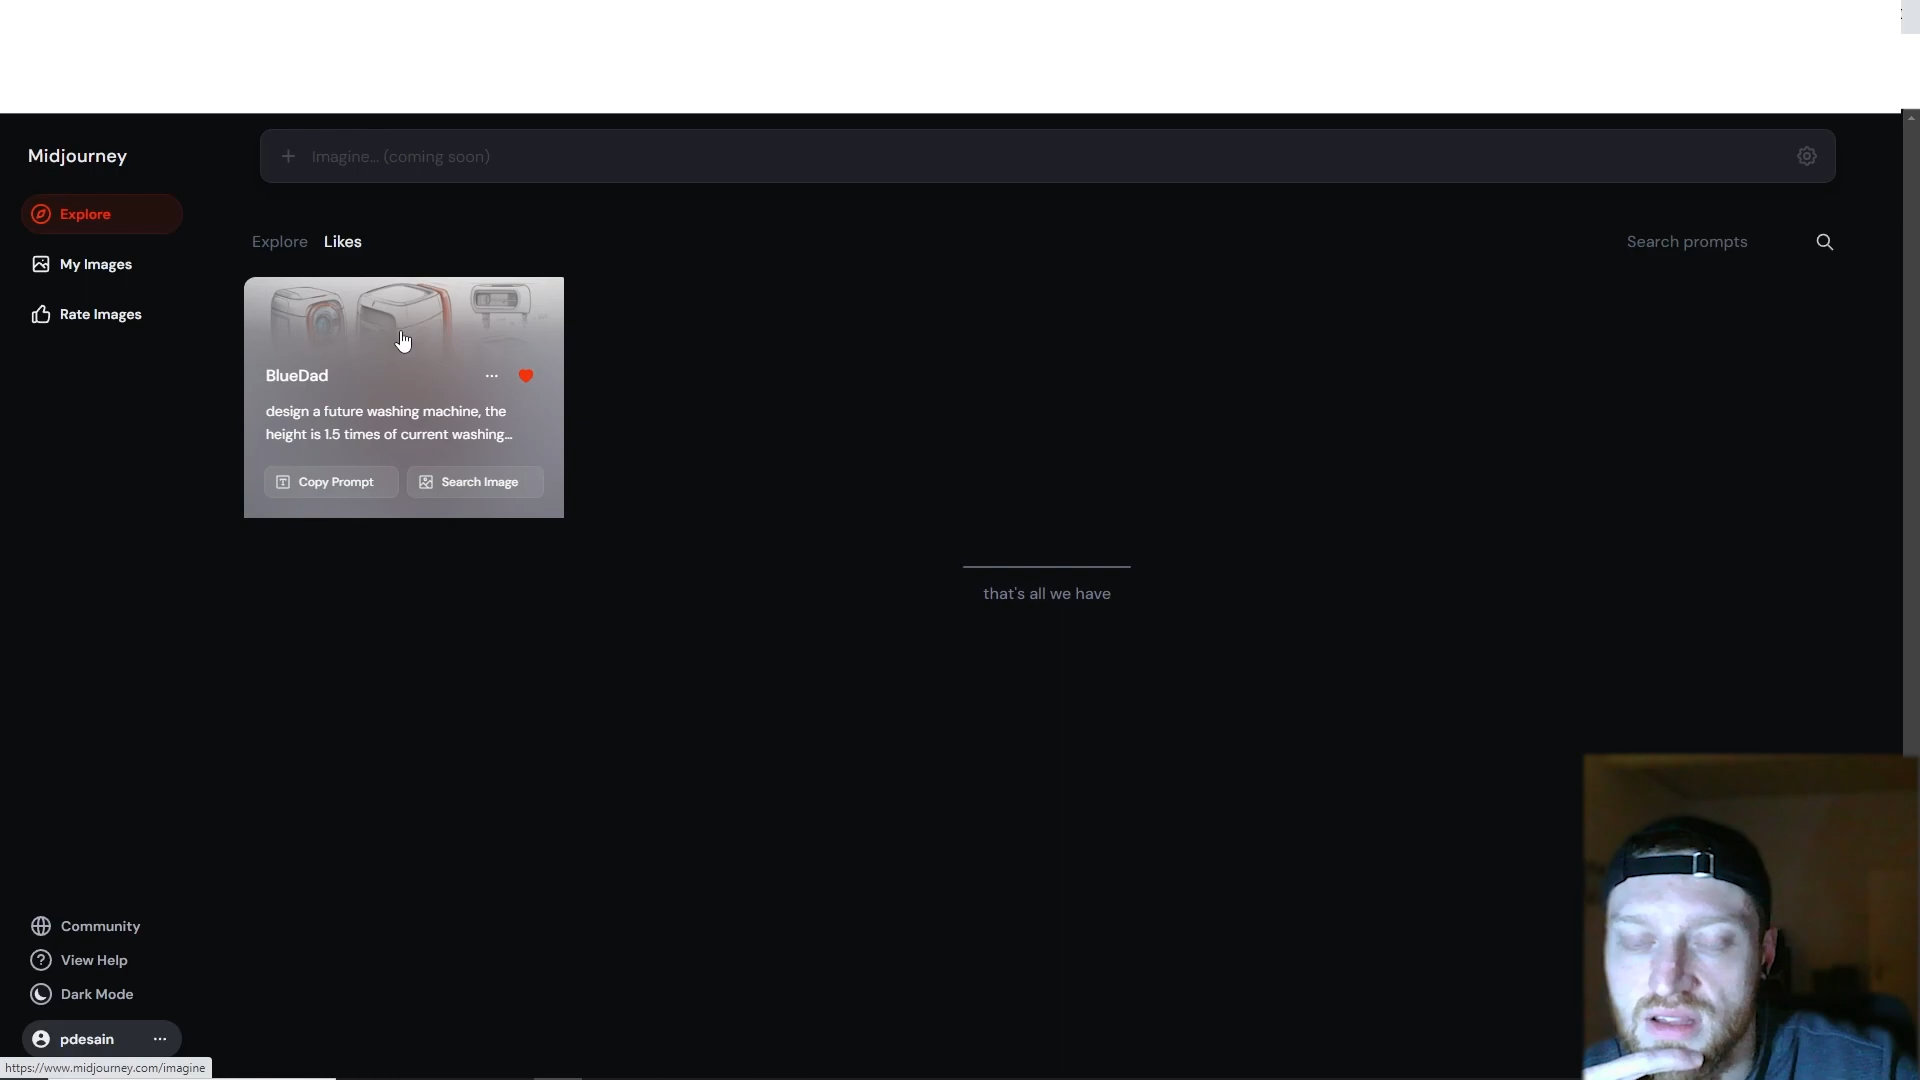 Midjourney
Imagine... (coming soon)
Explore
My Images
Rate Images
Explore Likes
Search prompts
BlueDad
design a future washing machine, the
height is 1.5 times of current washing...
Copy Prompt
Search Image
that's all we have
Community
View Help
Dark Mode
pdesain
https://www.midjourney.com/imagine